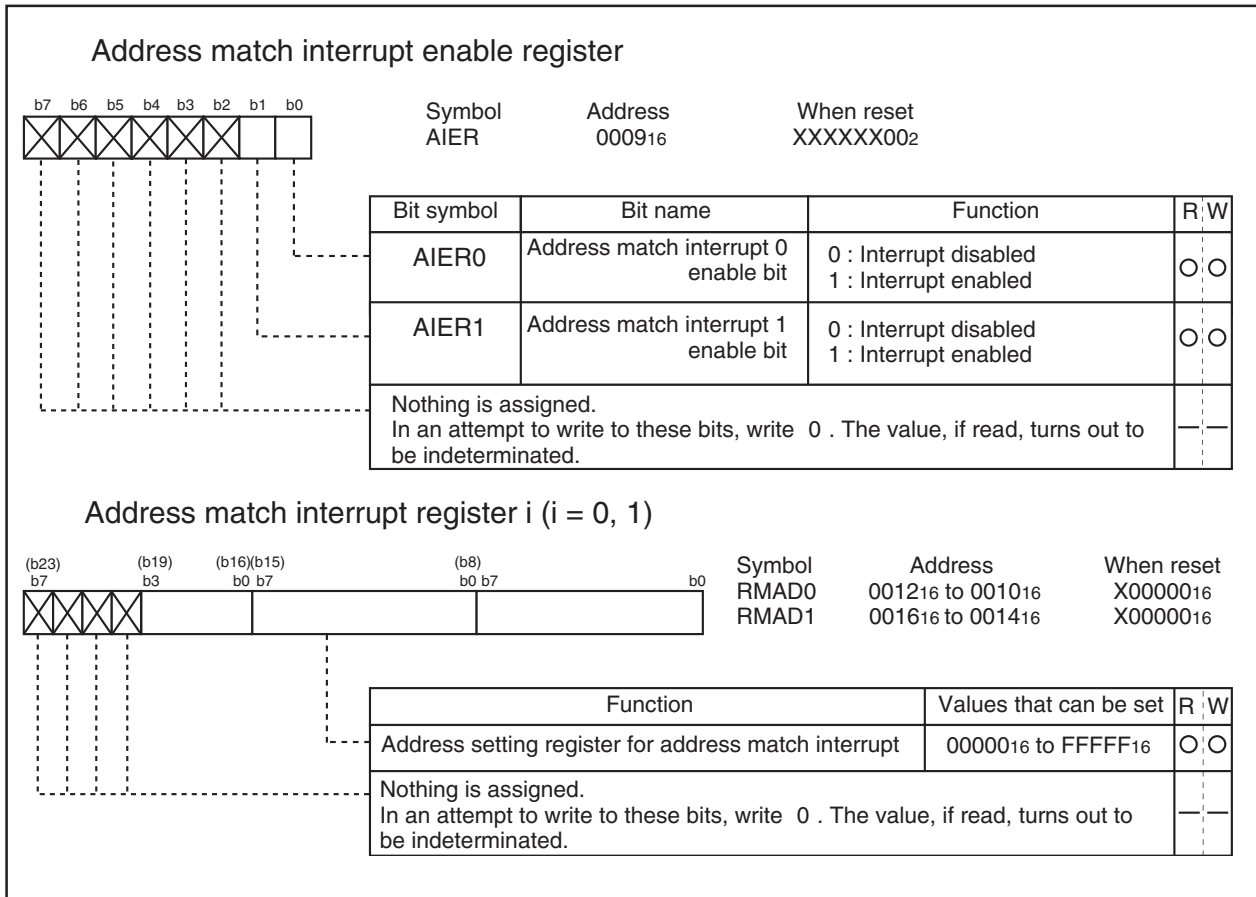 Address match interrupt enable register
b7 b6 b5 b4 b3 b2 b1 b0
Symbol Address When reset
AIER 000916 XXXXXX002
Bit symbol Bit name Function R W
AIER0 Address match interrupt 0 enable bit 0 : Interrupt disabled 1 : Interrupt enabled
AIER1 Address match interrupt 1 enable bit 0 : Interrupt disabled 1 : Interrupt enabled
Nothing is assigned.
In an attempt to write to these bits, write 0 . The value, if read, turns out to
be indeterminated.
Address match interrupt register i (i = 0, 1)
(b23) (b19) (b16)(b15) (b8)
b7 b3 b0 b7 b0 b7 b0
Symbol Address When reset
RMAD0 001216 to 001016 X0000016
RMAD1 001616 to 001416 X0000016
Function Values that can be set R W
Address setting register for address match interrupt 0000016 to FFFFF16
Nothing is assigned.
In an attempt to write to these bits, write 0 . The value, if read, turns out to
be indeterminated.